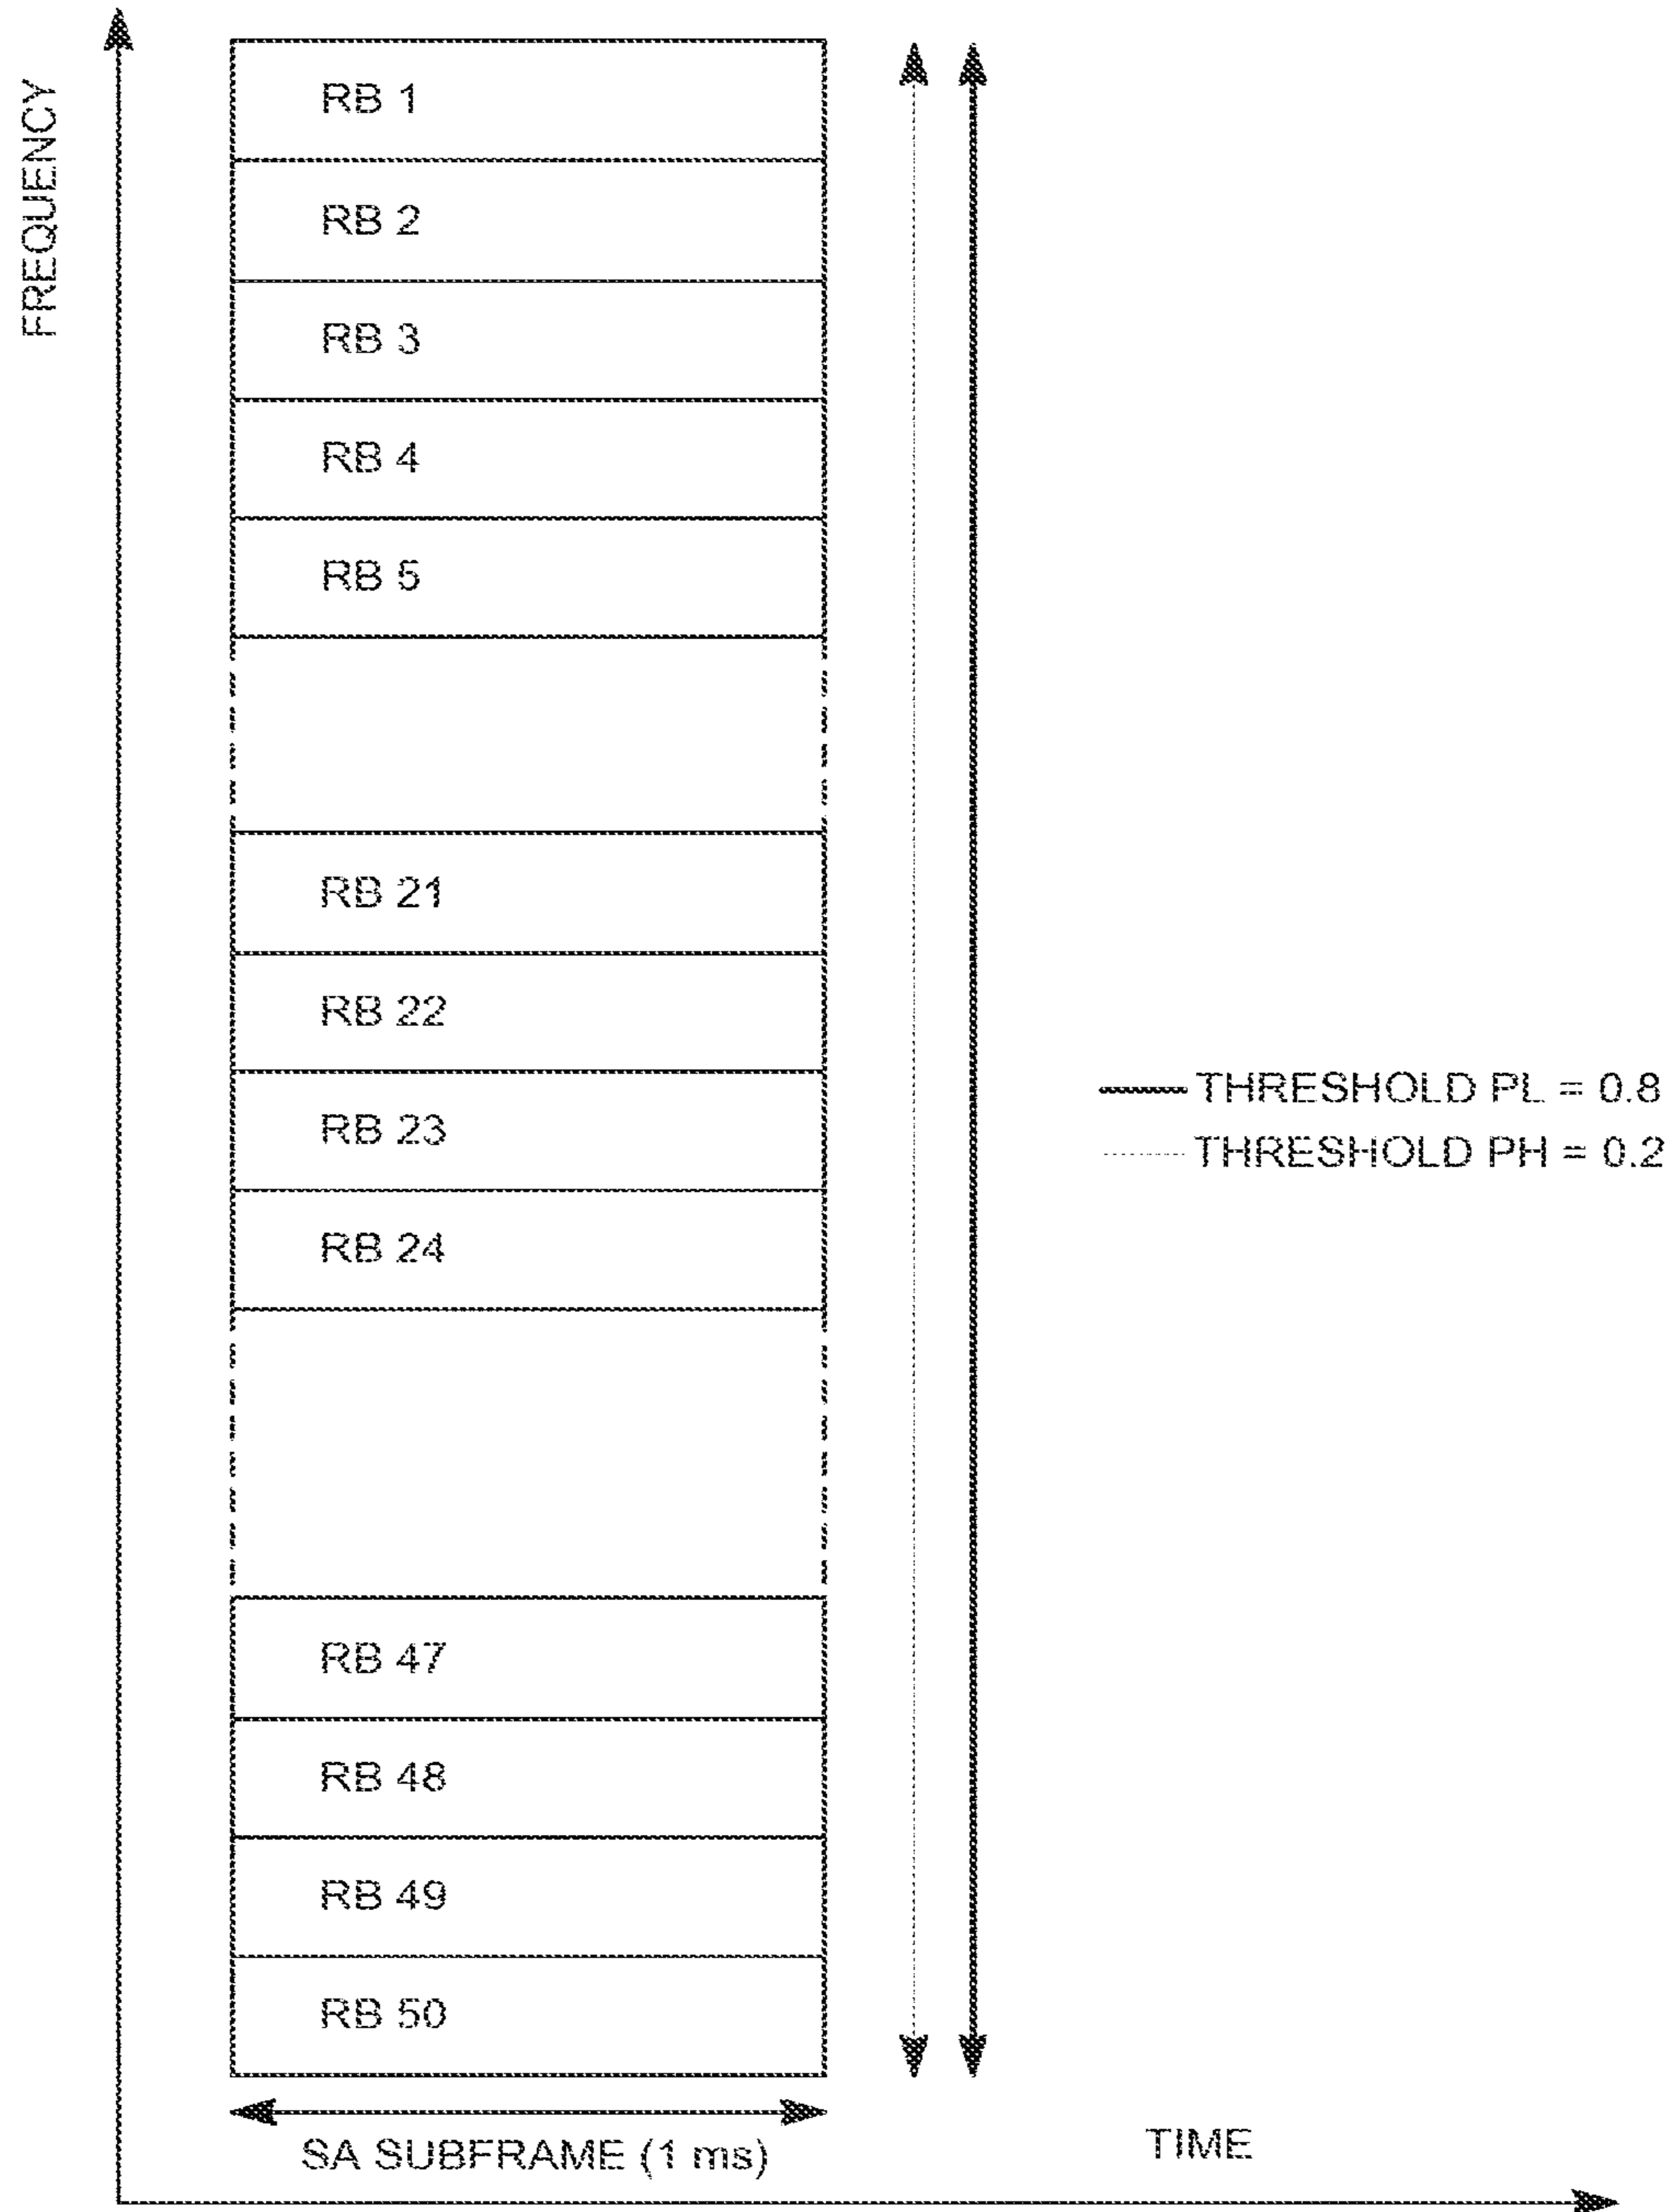 FREQUENCY
RB 1
RB 2
RB 3
RB 4
RB 5
RB 21
RB 22
RB 23
RB 24
THRESHOLD PL = 0.8
THRESHOLD PH = 0.2
RB 47
RB 48
RB 49
RB 50
SA SUBFRAME (1 ms)
TIME